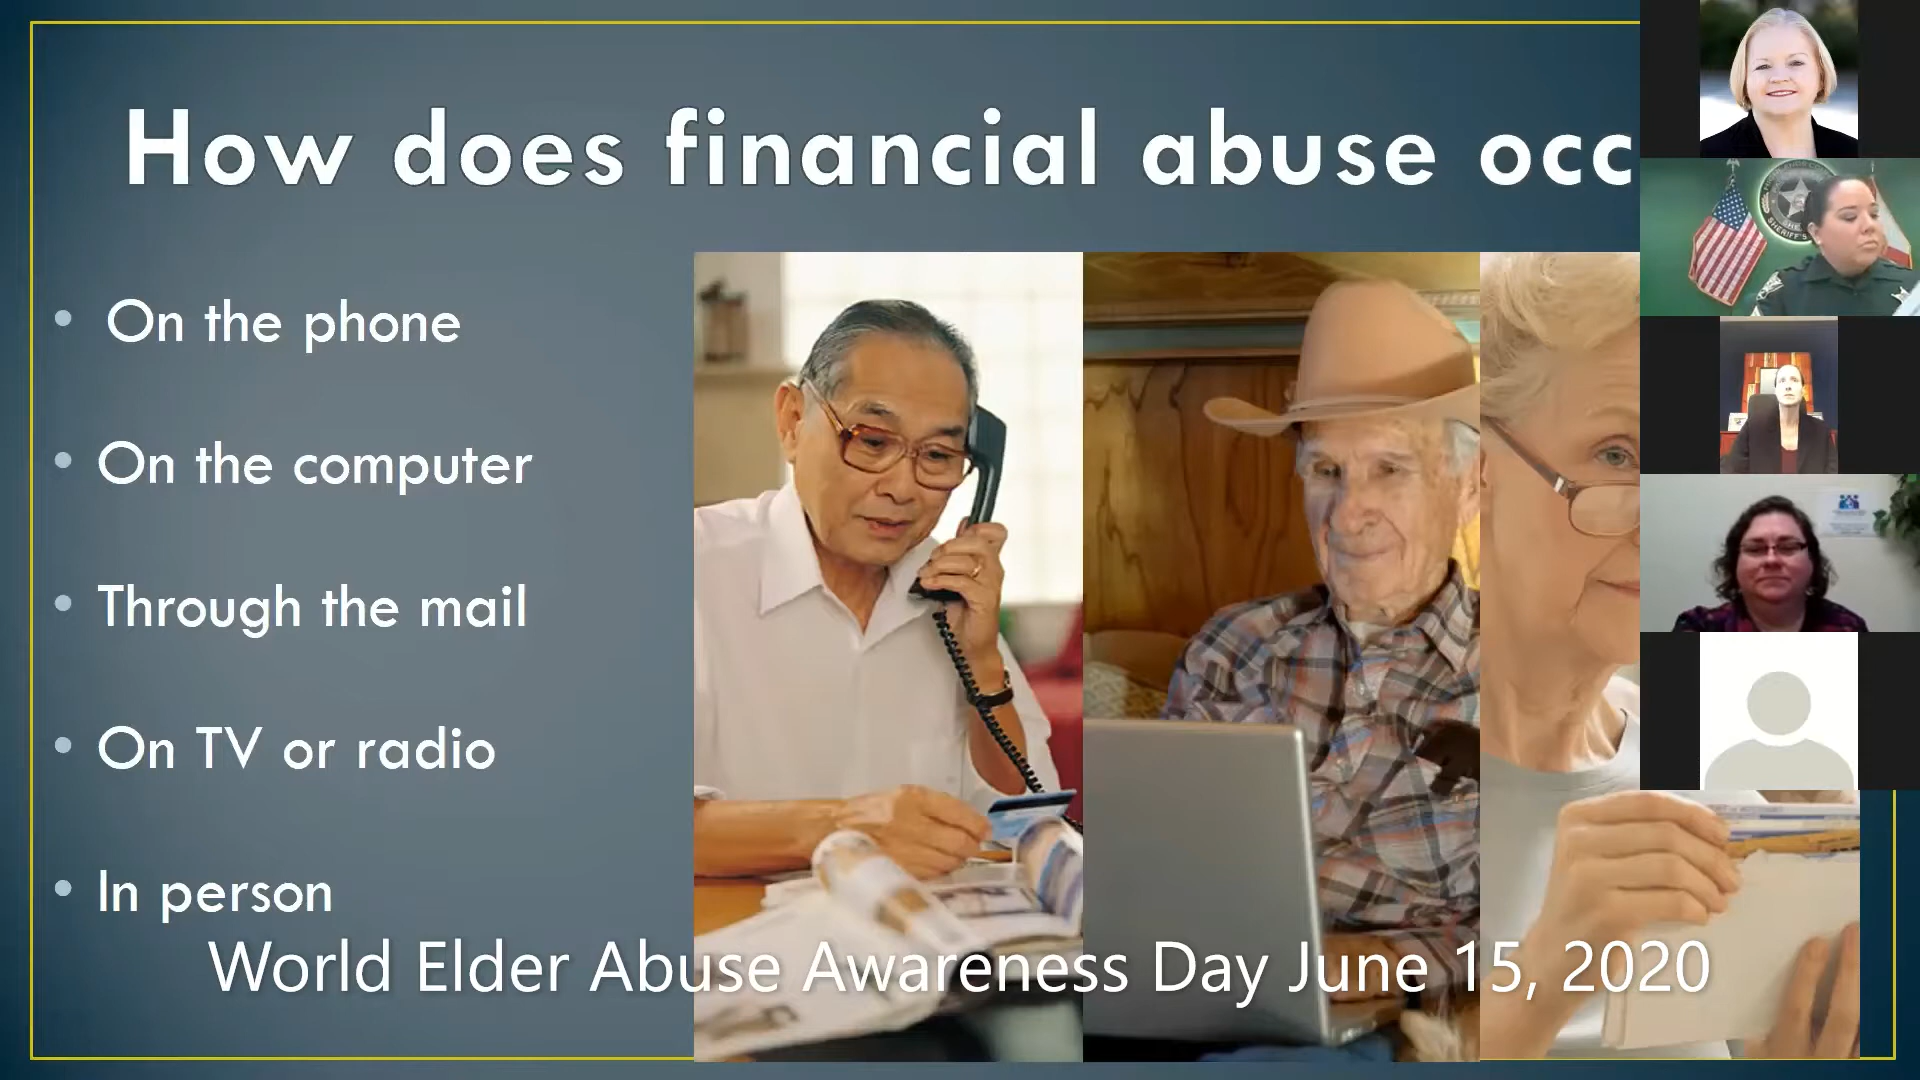 How does financial abuse occ
• On the phone
• On the computer
• Through the mail
• On TV or radio
• In person
World Elder Abuse Awareness Day June 15, 2020